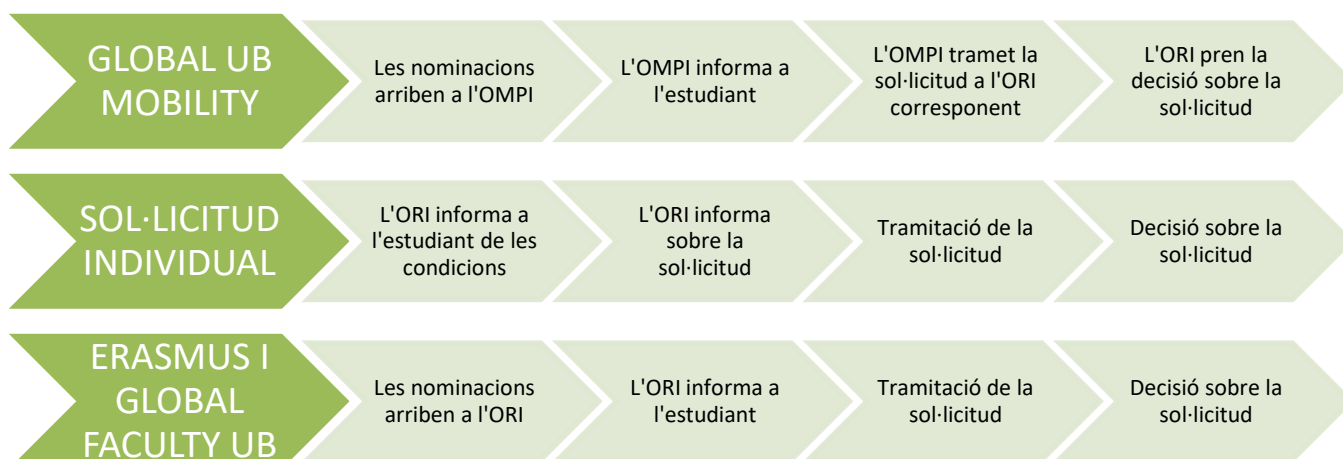 GLOBAL UB
MOBILITY
Les nominacions
arriben a l'OMPI
L'OMPI informa a
l'estudiant
L'OMPI tramet la
sol·licitud a l'ORI
corresponent
L'ORI pren la
decisió sobre la
sol·licitud
SOL·LICITUD
INDIVIDUAL
L'ORI informa a
l'estudiant de les
condicions
L'ORI informa
sobre la
sol·licitud
Tramitació de la
sol·licitud
Decisió sobre la
sol·licitud
ERASMUS I
GLOBAL
FACULTY UB
Les nominacions
arriben a l'ORI
L'ORI informa a
l'estudiant
Tramitació de la
sol·licitud
Decisió sobre la
sol·licitud